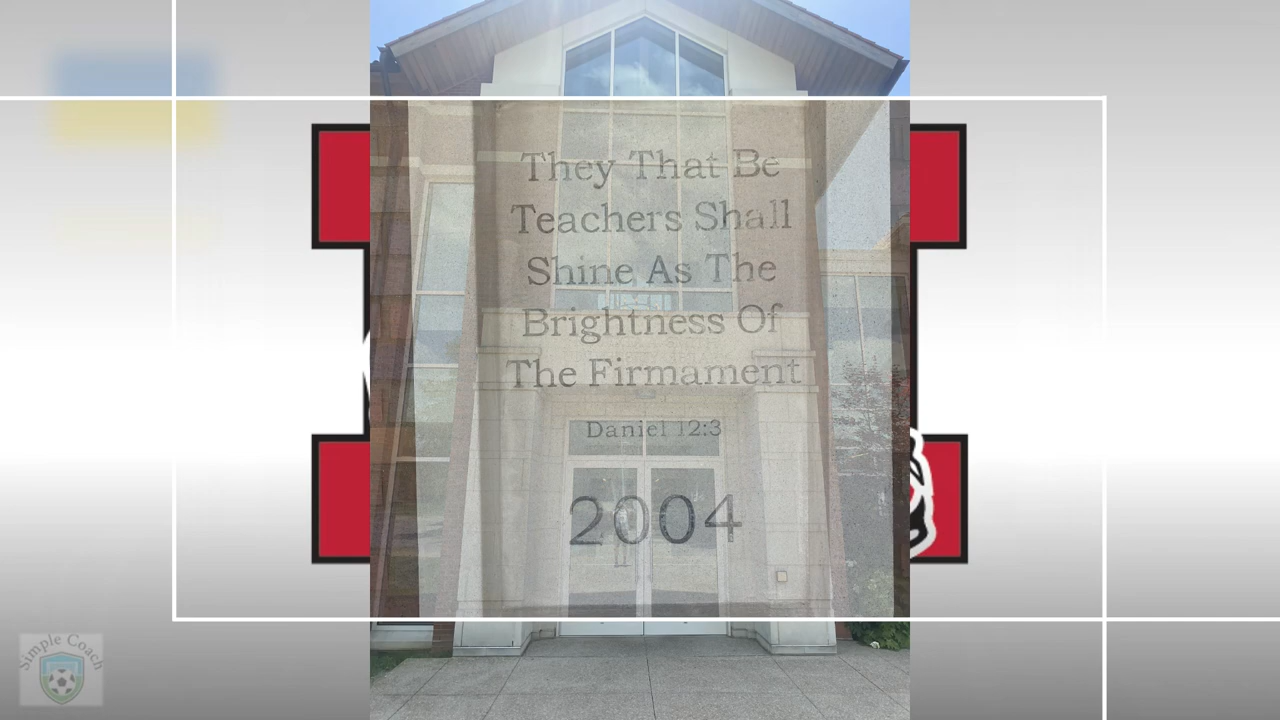 They That Be
Teachers Shall
Shine As The
Brightness Of
The Firmament
Daniel 12:3
2004
Simple Coach